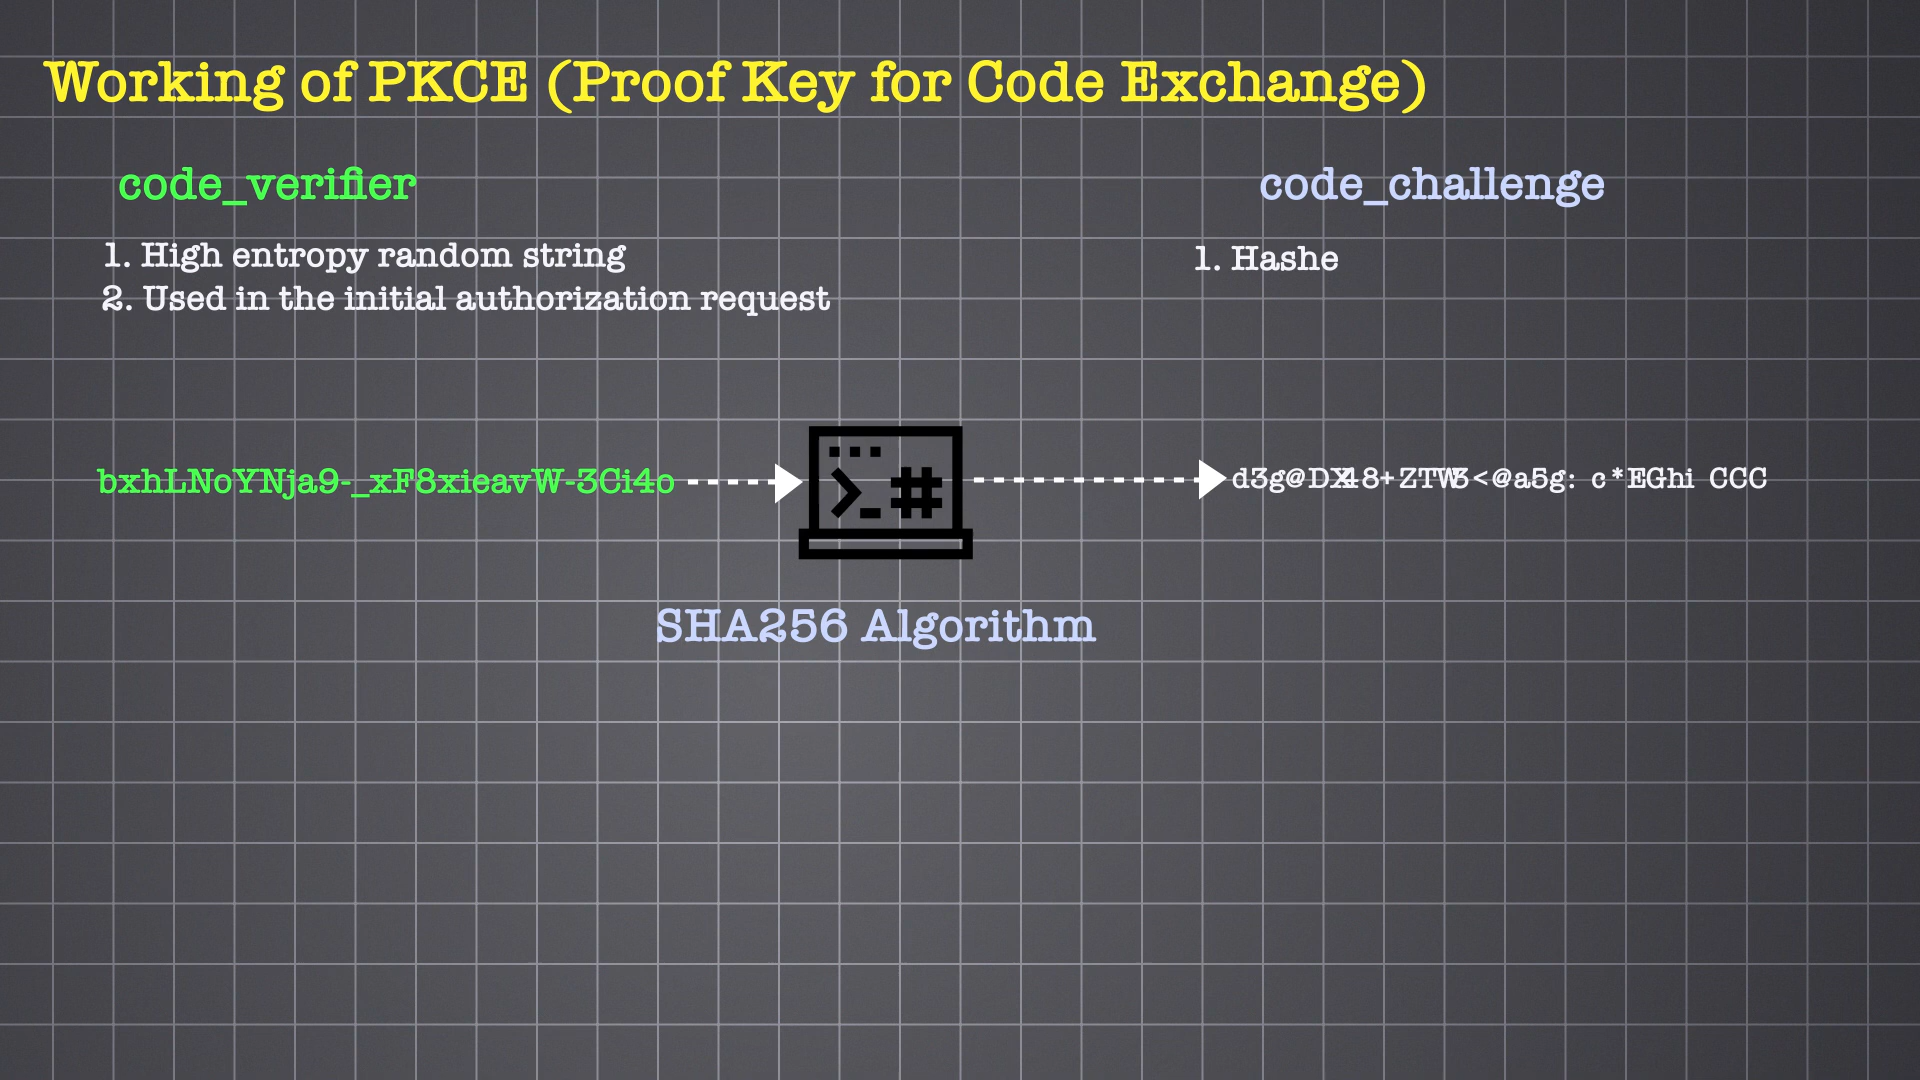 Working of PKCE (Proof Key for Code Exchange)
code_verifier
code_challenge
1. High entropy random string
2. Used in the initial authorization request
1. Hashe
bxhLNoYNja9-_xF8xieavW-3Ci4o
SHA256 Algorithm